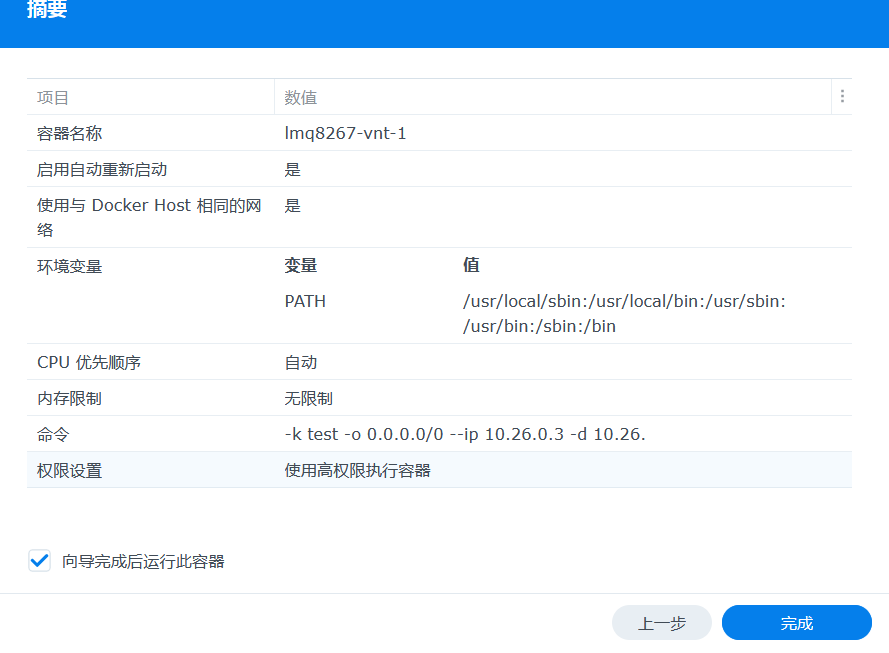 摘要
项目 数值
容器名称 lmq8267-vnt-1
启用自动重新启动 是
使用与 Docker Host 相同的网 是
络
环境变量 变量 值
PATH /usr/local/sbin:/usr/local/bin:/usr/sbin:
/usr/bin:/sbin:/bin
CPU 优先顺序 自动
内存限制 无限制
命令 -k test -o 0.0.0.0/0 --ip 10.26.0.3 -d 10.26.
权限设置 使用高权限执行容器
向导完成后运行此容器
上一步 完成